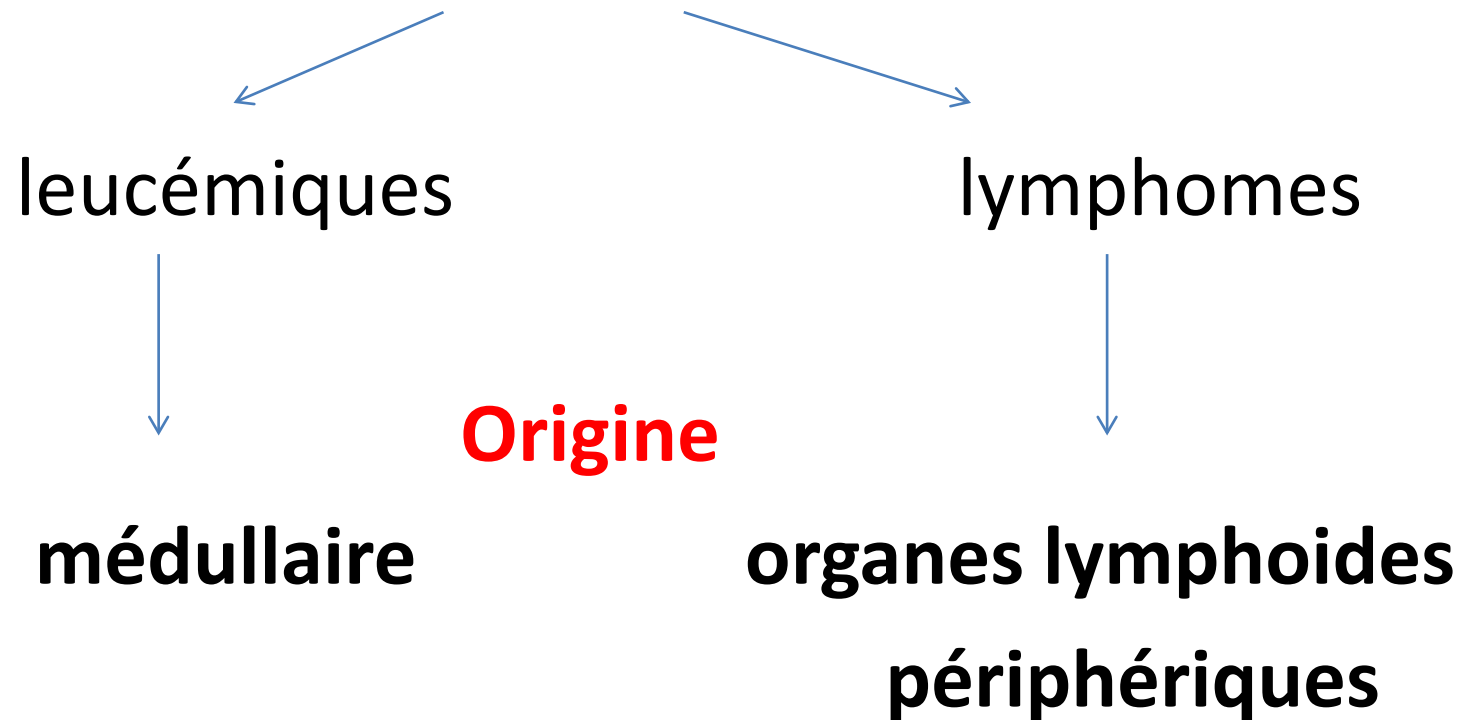 leucémiques lymphomes
Origine
médullaire organes lymphoides
périphériques